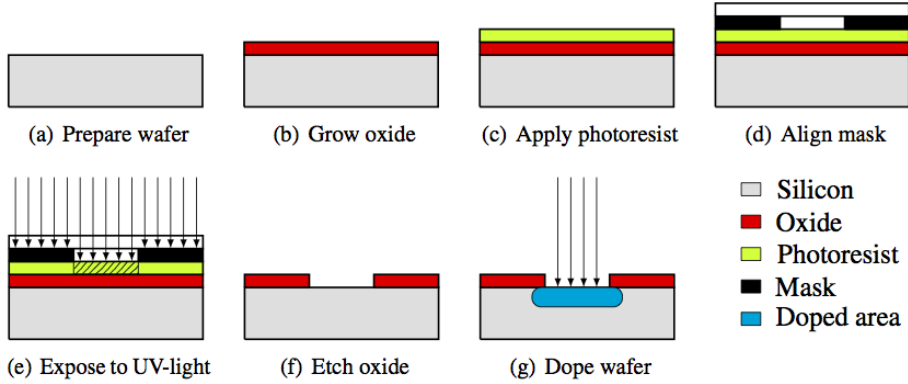 (a) Prepare wafer
(b) Grow oxide
(c) Apply photoresist
(d) Align mask
Silicon
Oxide
Photoresist
Mask
Doped area
(e) Expose to UV-light
(f) Etch oxide
(g) Dope wafer